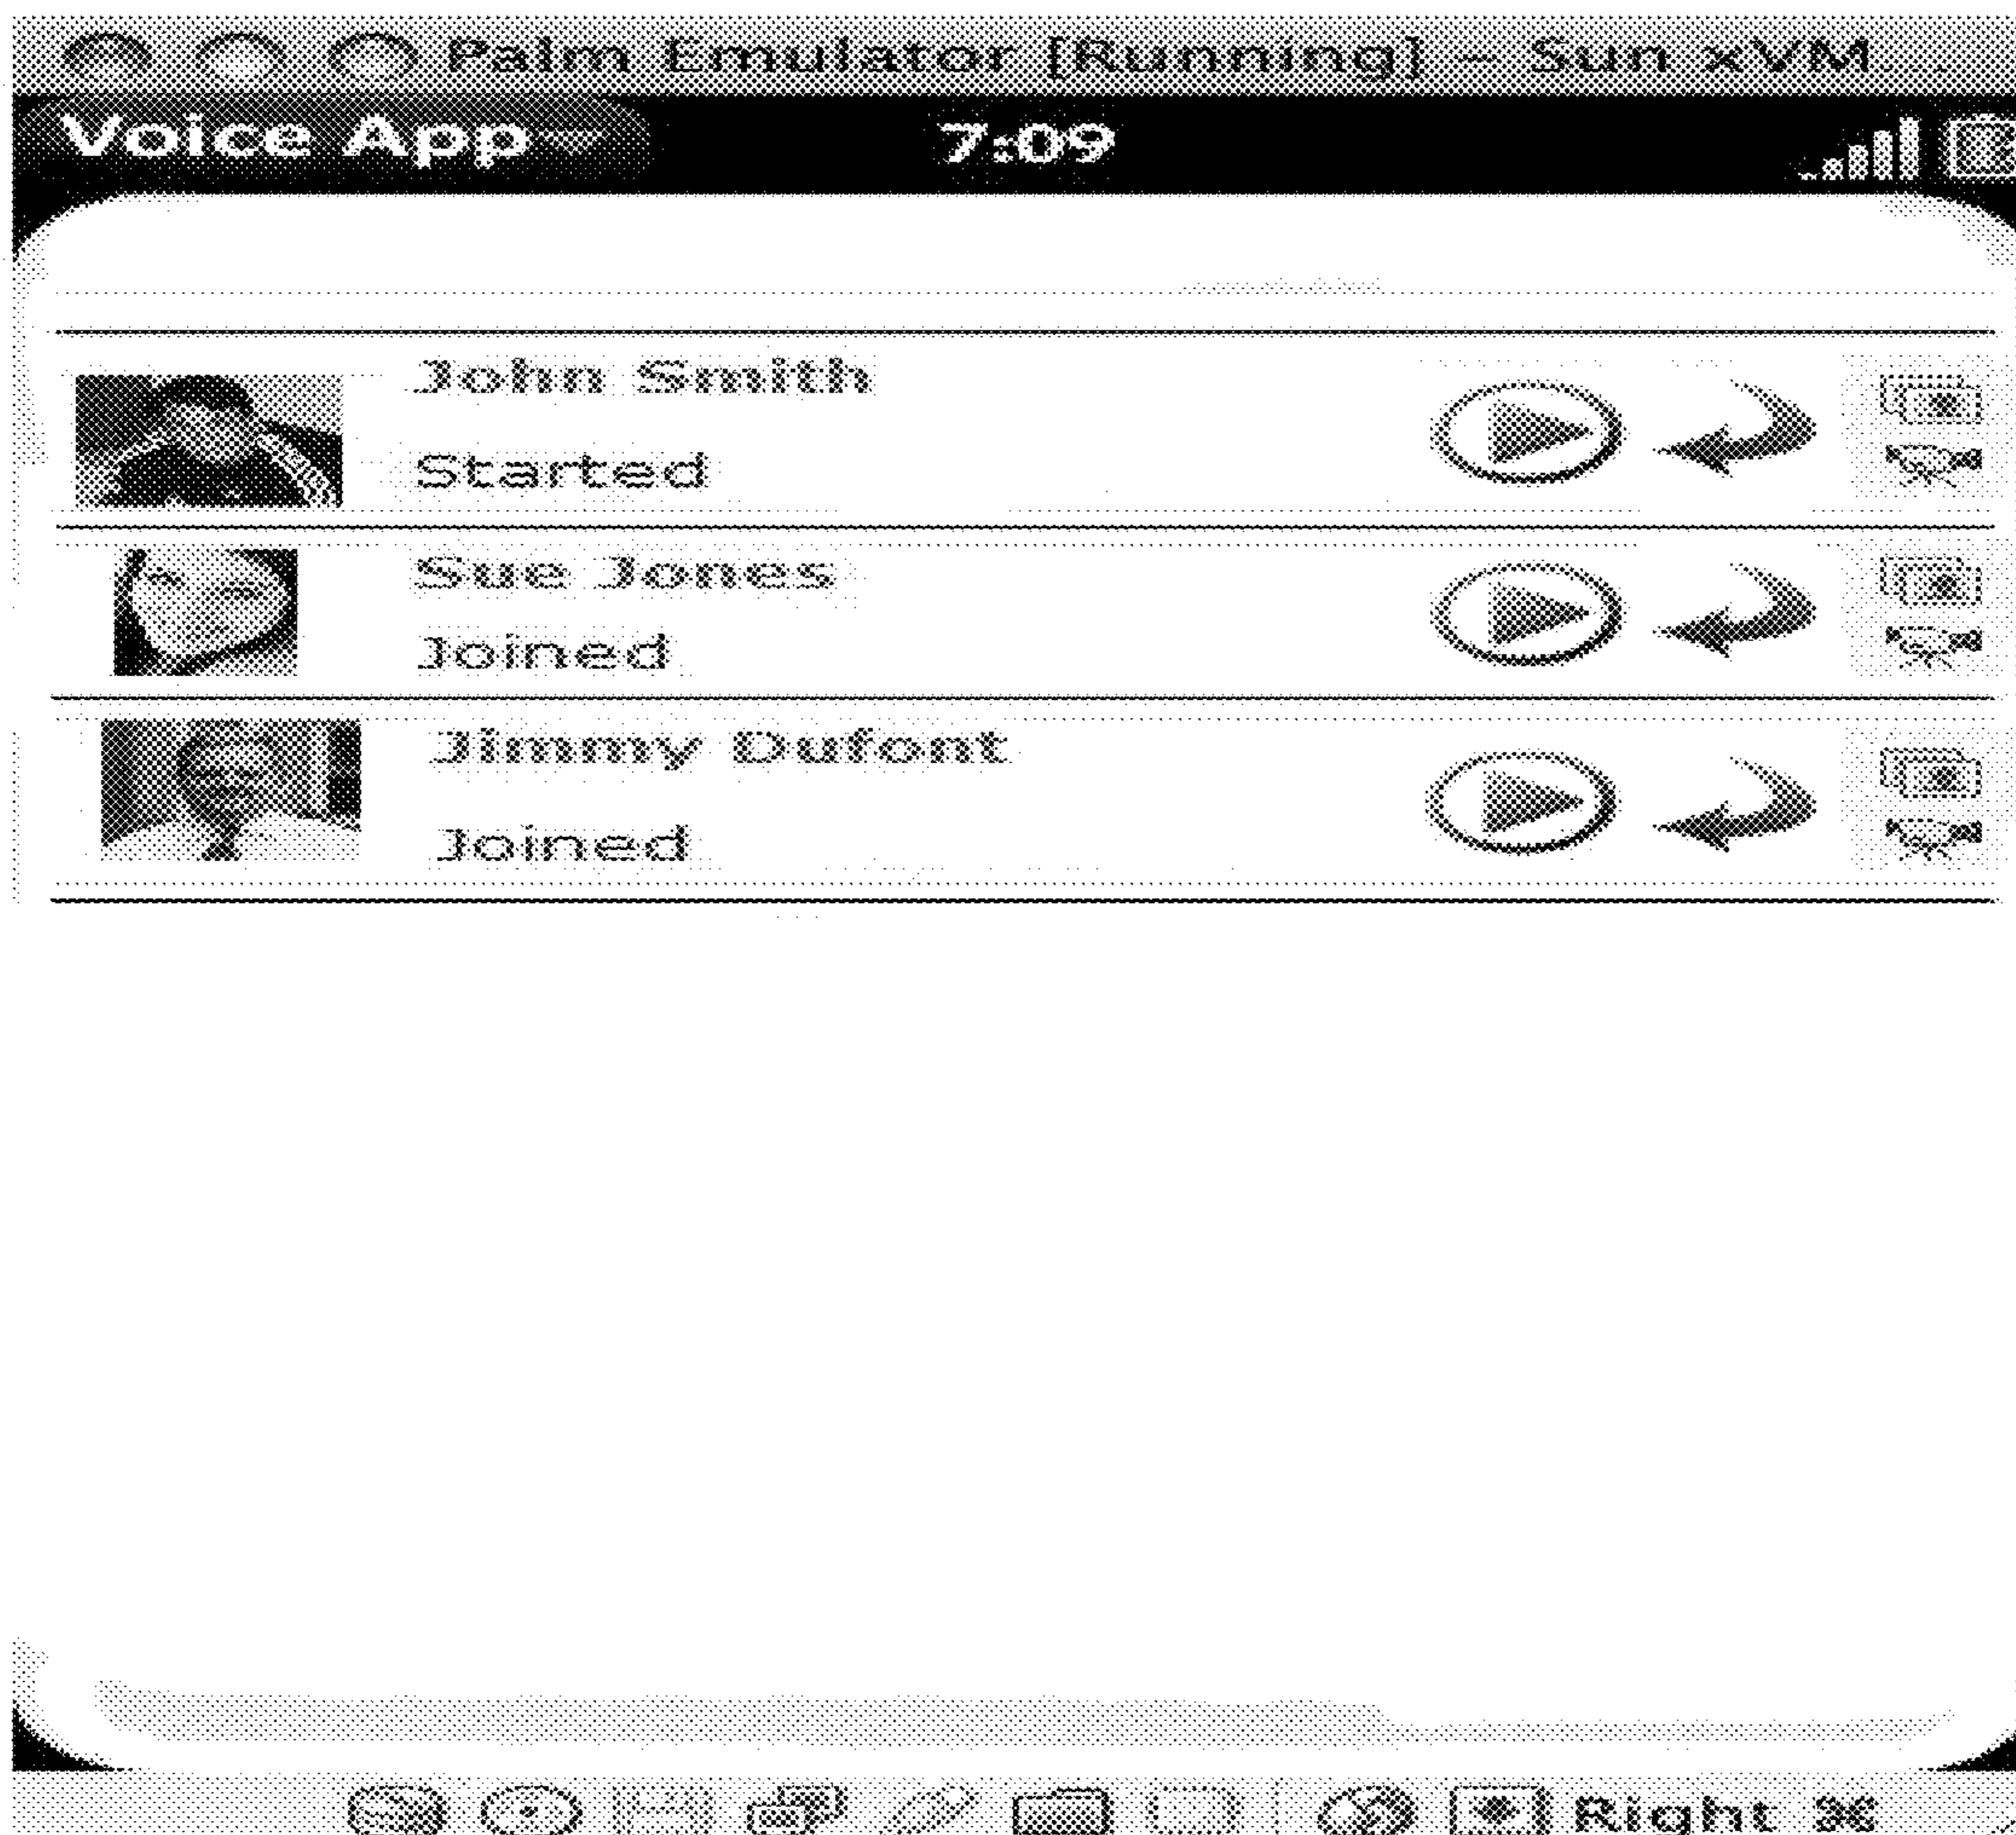 Palm Emulator [Running] – Sun xVM
Voice App 7:09
John Smith
Started
Sue Jones
Joined
Jimmy Dufont
Joined
Right ⌘